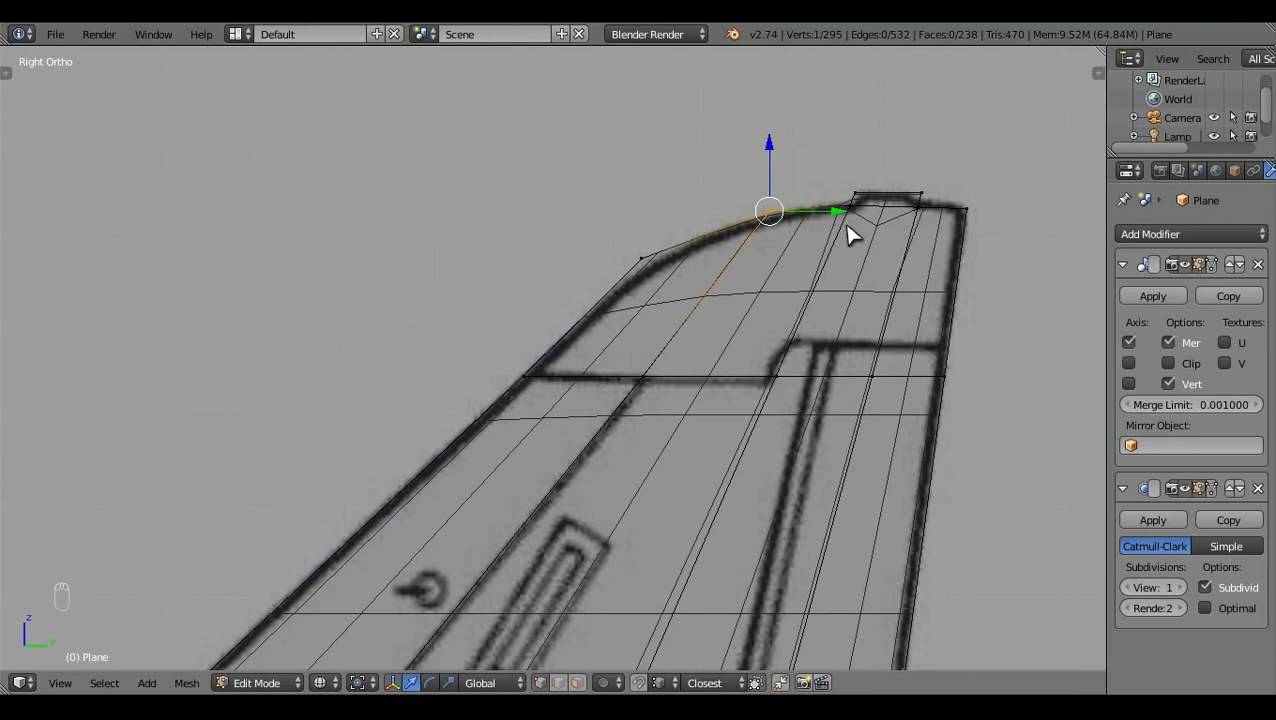 File Render Window Help Default Scene Blender Render v2.74 | Verts:1/295 | Edges:0/532 | Faces:0/238 | Tris:470 | Mem:9.52M (64.84M) | Plane
Right Ortho
View Search All Sc
RenderLa
World
Camera
Lamp
Plane
Add Modifier
Apply Copy
Axis: Options: Textures:
Mer U
Clip V
Vert
Merge Limit: 0.001000
Mirror Object:
Apply Copy
Catmull-Clark Simple
Subdivisions: Options:
View: 1 Subdivid
Rende:2 Optimal
z
y
(0) Plane
View Select Add Mesh Edit Mode Global Closest